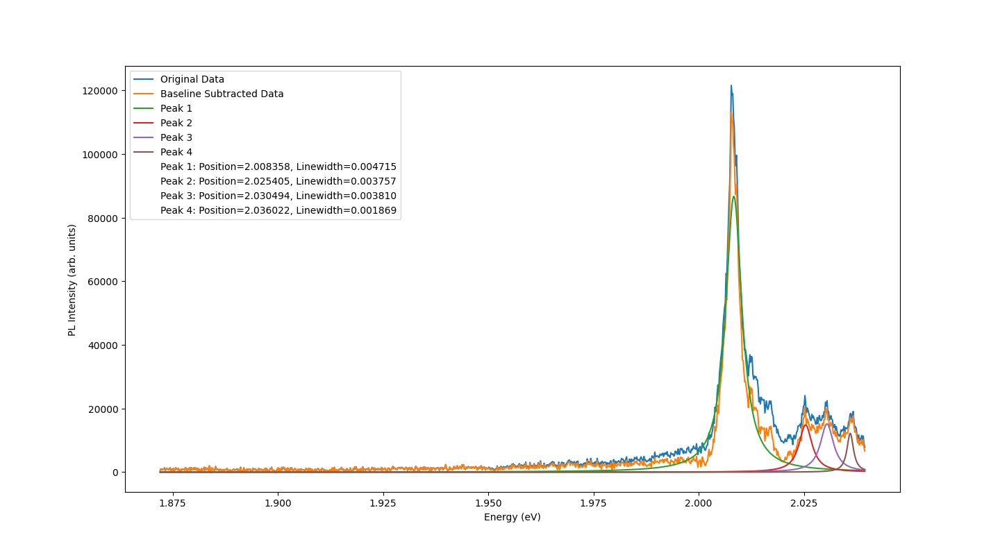 Original Data
Baseline Subtracted Data
Peak 1
Peak 2
Peak 3
Peak 4
Peak 1: Position=2.008358, Linewidth=0.004715
Peak 2: Position=2.025405, Linewidth=0.003757
Peak 3: Position=2.030494, Linewidth=0.003810
Peak 4: Position=2.036022, Linewidth=0.001869
120000
100000
80000
60000
40000
20000
0
PL Intensity (arb. units)
1.875 1.900 1.925 1.950 1.975 2.000 2.025
Energy (eV)